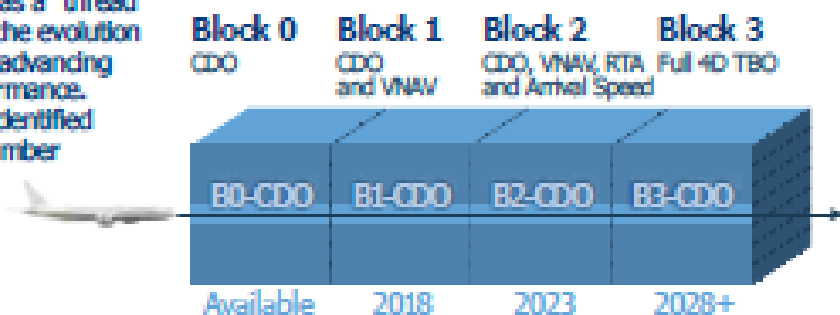 as a "thread
the evolution
advancing
rmance.
dentified
mber
Block 0
CDO
Block 1
CDO
and VNAV
Block 2
CDO, VNAV, RTA
and Arrival Speed
Block 3
Full 4D TBO
B0-CDO
B1-CDO
B2-CDO
B3-CDO
Available
2018
2023
2028+